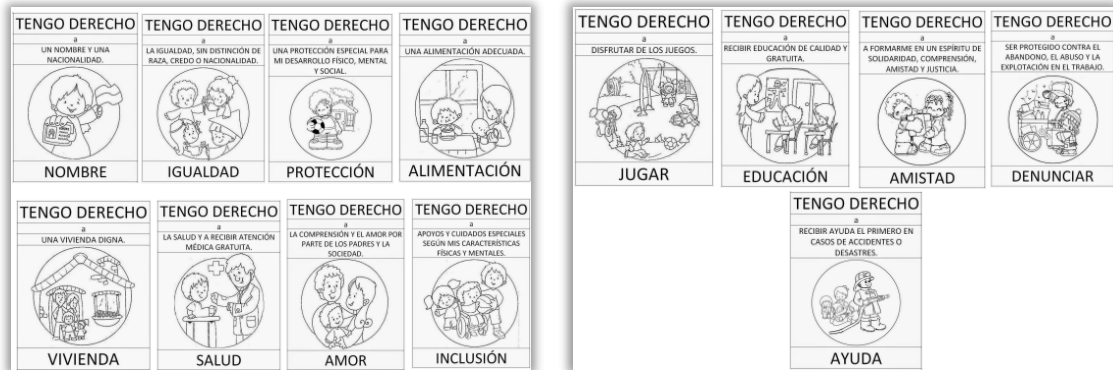 TENGO DERECHO
a
UN NOMBRE Y UNA
NACIONALIDAD.
NOMBRE
TENGO DERECHO
a
LA IGUALDAD, SIN DISTINCIÓN DE
RAZA, CREDO O NACIONALIDAD.
IGUALDAD
TENGO DERECHO
a
UNA PROTECCIÓN ESPECIAL PARA
MI DESARROLLO FÍSICO, MENTAL
Y SOCIAL.
PROTECCIÓN
TENGO DERECHO
a
UNA ALIMENTACIÓN ADECUADA.
ALIMENTACIÓN
TENGO DERECHO
a
UNA VIVIENDA DIGNA.
VIVIENDA
TENGO DERECHO
a
LA SALUD Y A RECIBIR ATENCIÓN
MÉDICA GRATUITA.
SALUD
TENGO DERECHO
a
LA COMPRENSIÓN Y EL AMOR POR
PARTE DE LOS PADRES Y LA
SOCIEDAD.
AMOR
TENGO DERECHO
a
APOYOS Y CUIDADOS ESPECIALES
SEGÚN MIS CARACTERÍSTICAS
FÍSICAS Y MENTALES.
INCLUSIÓN
TENGO DERECHO
a
DISFRUTAR DE LOS JUEGOS.
JUGAR
TENGO DERECHO
a
RECIBIR EDUCACIÓN DE CALIDAD Y
GRATUITA.
EDUCACIÓN
TENGO DERECHO
a
A FORMARME EN UN ESPÍRITU DE
SOLIDARIDAD, COMPRENSIÓN,
AMISTAD Y JUSTICIA.
AMISTAD
TENGO DERECHO
a
SER PROTEGIDO CONTRA EL
ABANDONO, EL ABUSO Y LA
EXPLOTACIÓN EN EL TRABAJO.
DENUNCIAR
TENGO DERECHO
a
RECIBIR AYUDA EL PRIMERO EN
CASOS DE ACCIDENTES O
DESASTRES.
AYUDA